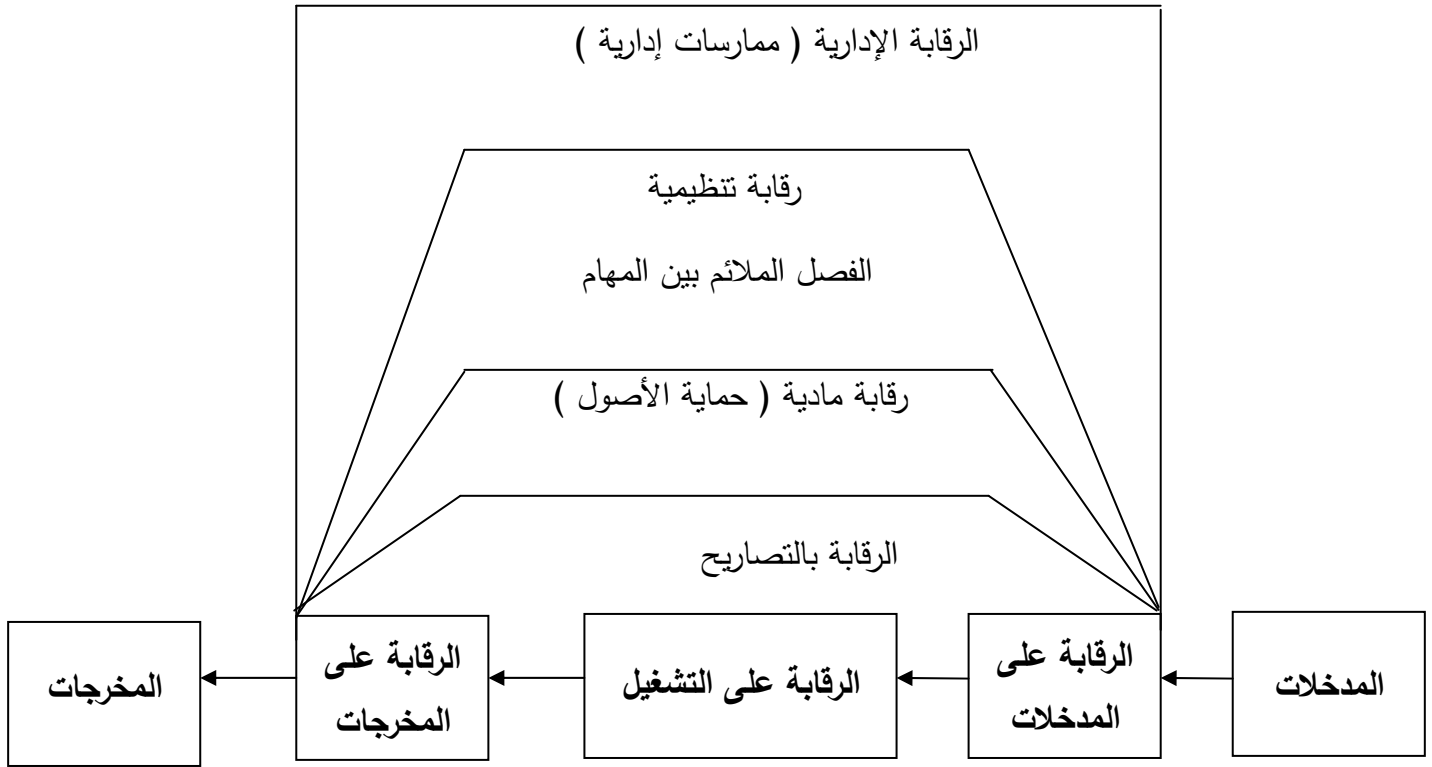 الرقابة الإدارية ( ممارسات إدارية )
رقابة تنظيمية
الفصل الملائم بين المهام
رقابة مادية ( حماية الأصول )
الرقابة بالتصاريح
المدخلات
الرقابة على
المدخلات
الرقابة على التشغيل
الرقابة على
المخرجات
المخرجات